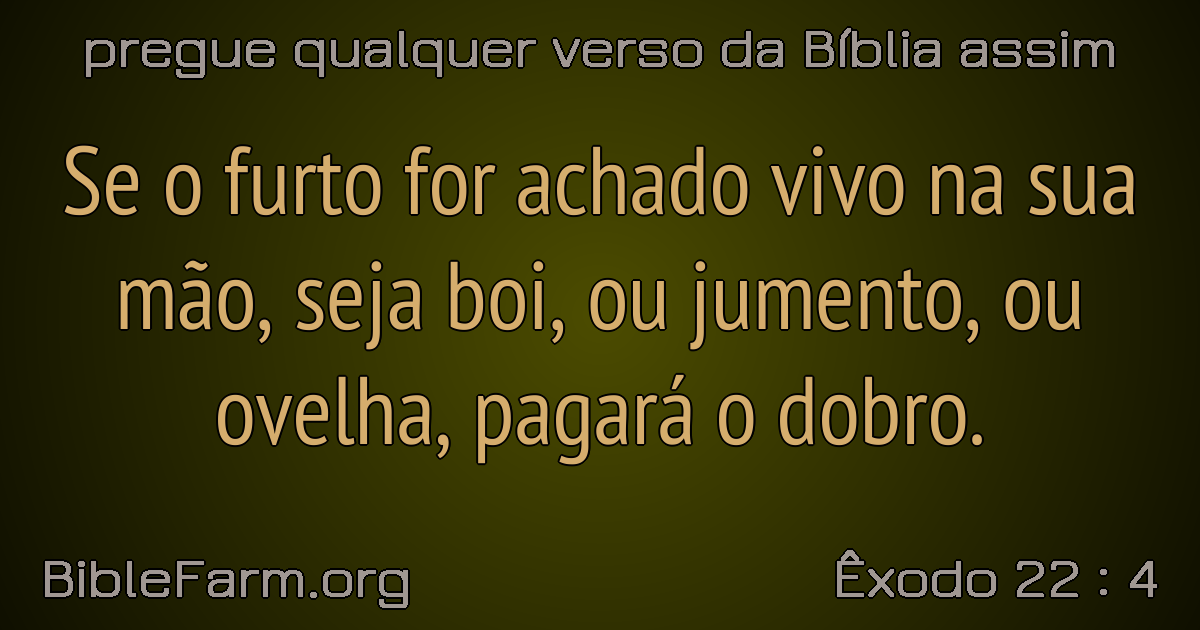 pregue qualquer verso da Bíblia assim
Se o furto for achado vivo na sua
mão, seja boi, ou jumento, ou
ovelha, pagará o dobro.
BibleFarm.org
Êxodo 22 : 4